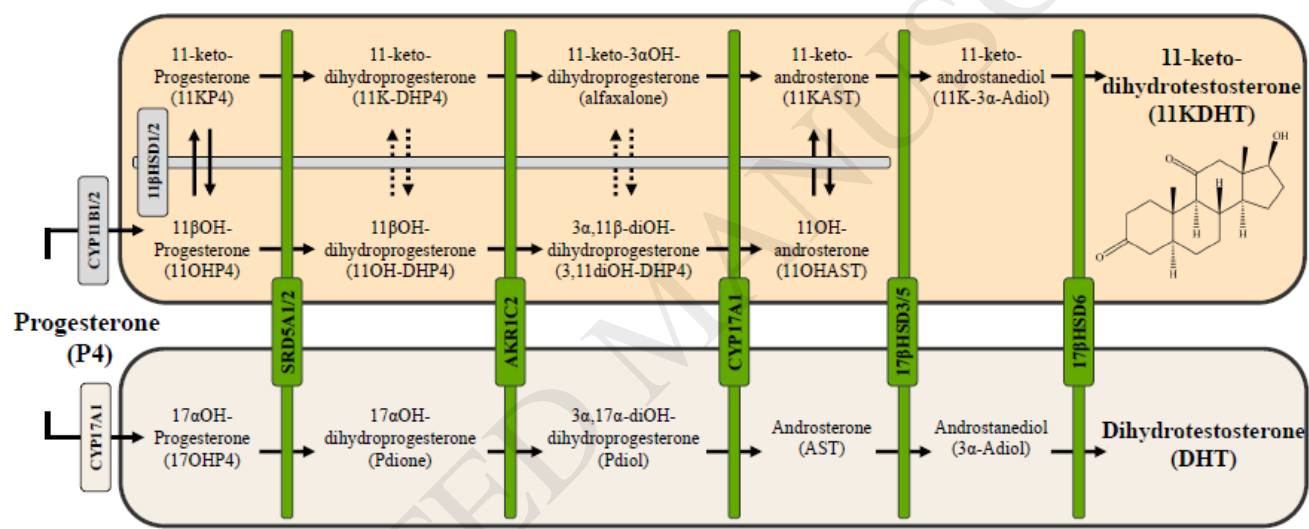 11-keto-
Progesterone
(11KP4)
11-keto-
dihydroprogesterone
(11K-DHP4)
11-keto-3αOH-
dihydroprogesterone
(alfaxalone)
11-keto-
androsterone
(11KAST)
11-keto-
androstanediol
(11K-3α-Adiol)
11-keto-
dihydrotestosterone
(11KDHT)
11βHSD1/2
CYP11B1/2
11βOH-
Progesterone
(11OHP4)
11βOH-
dihydroprogesterone
(11OH-DHP4)
3α,11β-diOH-
dihydroprogesterone
(3,11diOH-DHP4)
11OH-
androsterone
(11OHAST)
O
OH
H
H
H
H
O
Progesterone
(P4)
SRD5A1/2
AKR1C2
CYP17A1
17βHSD3/5
17βHSD6
CYP17A1
17αOH-
Progesterone
(17OHP4)
17αOH-
dihydroprogesterone
(Pdione)
3α,17α-diOH-
dihydroprogesterone
(Pdiol)
Androsterone
(AST)
Androstanediol
(3α-Adiol)
Dihydrotestosterone
(DHT)
TED MANUSC